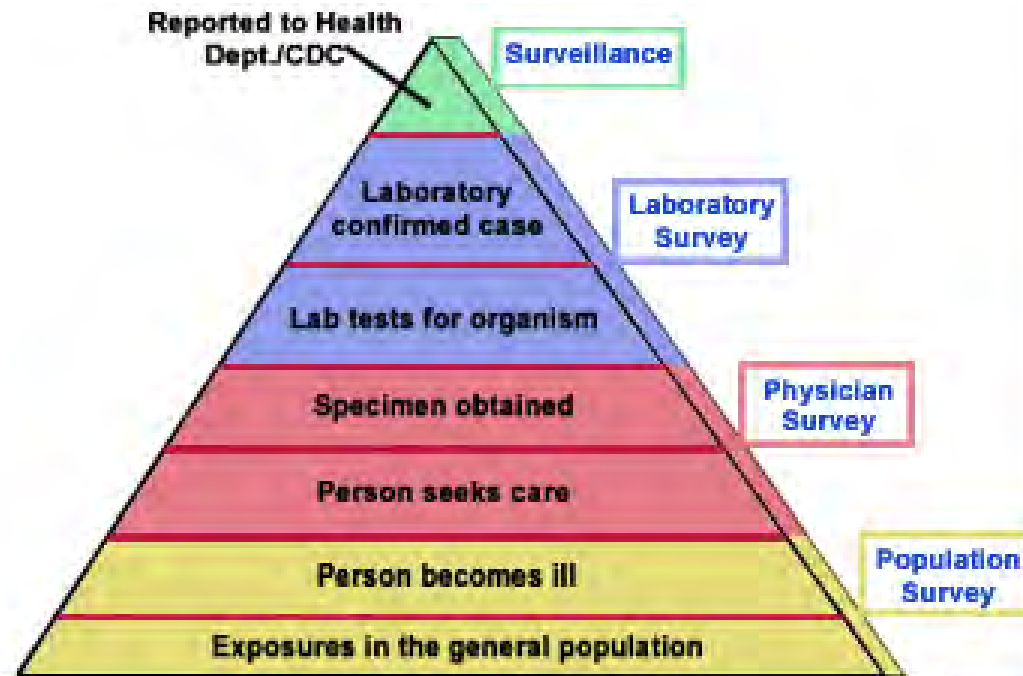 Reported to Health
Dept./CDC
Surveillance
Laboratory
confirmed case
Laboratory
Survey
Lab tests for organism
Specimen obtained
Physician
Survey
Person seeks care
Person becomes ill
Population
Survey
Exposures in the general population